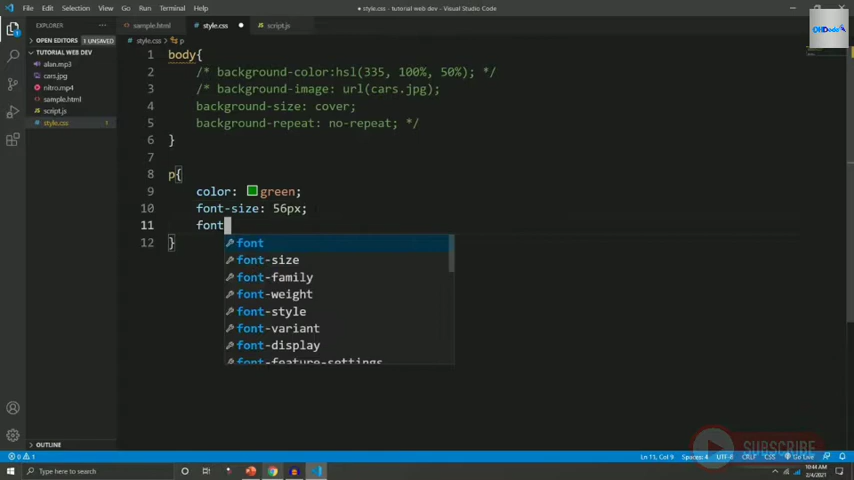 File Edit Selection View Go Run Terminal Help
● style.css - tutorial web dev - Visual Studio Code
EXPLORER
sample.html
style.css
script.js
OPEN EDITORS 1 UNSAVED
style.css > p
TUTORIAL WEB DEV
alan.mp3
cars.jpg
nitro.mp4
sample.html
script.js
style.css
1 body{
2 /* background-color:hsl(335, 100%, 50%); */
3 /* background-image: url(cars.jpg);
4 background-size: cover;
5 background-repeat: no-repeat; */
6 }
7
8 p{
9 color: green;
10 font-size: 56px;
11 font
12 }
font
font-size
font-family
font-weight
font-style
font-variant
font-display
font-feature-settings
OUTLINE
SUBSCRIBE
0 1
Ln 11, Col 9 Spaces: 4 UTF-8 CRLF CSS Go Live
Type here to search
10:44 AM
2/4/2021